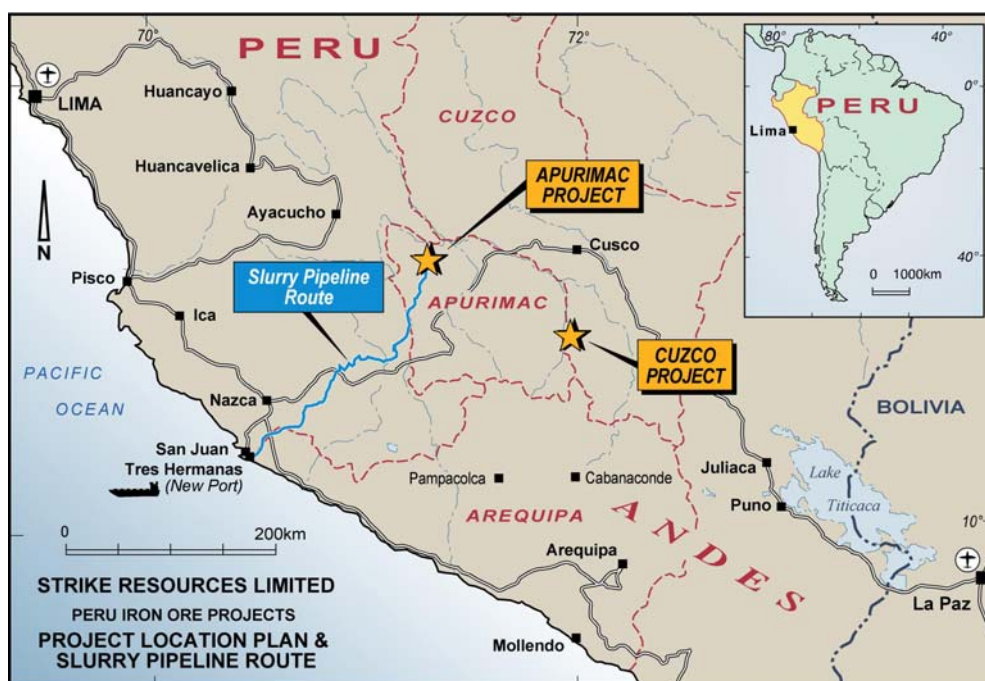 70°
72°
PERU
LIMA
Huancayo
CUZCO
Huancavelica
APURIMAC
PROJECT
Ayacucho
N
Cusco
Pisco
Slurry Pipeline
Route
APURIMAC
Ica
CUZCO
PROJECT
PACIFIC
OCEAN
Nazca
BOLIVIA
San Juan
Tres Hermanas
(New Port)
Pampacolca
Cabanaconde
Juliaca
Lake
Titicaca
Puno
AREQUIPA
ANDES
10°
0 200km
Arequipa
La Paz
STRIKE RESOURCES LIMITED
PERU IRON ORE PROJECTS
PROJECT LOCATION PLAN &
SLURRY PIPELINE ROUTE
Mollendo
80°
40°
0°
PERU
Lima
40°
0 1000km